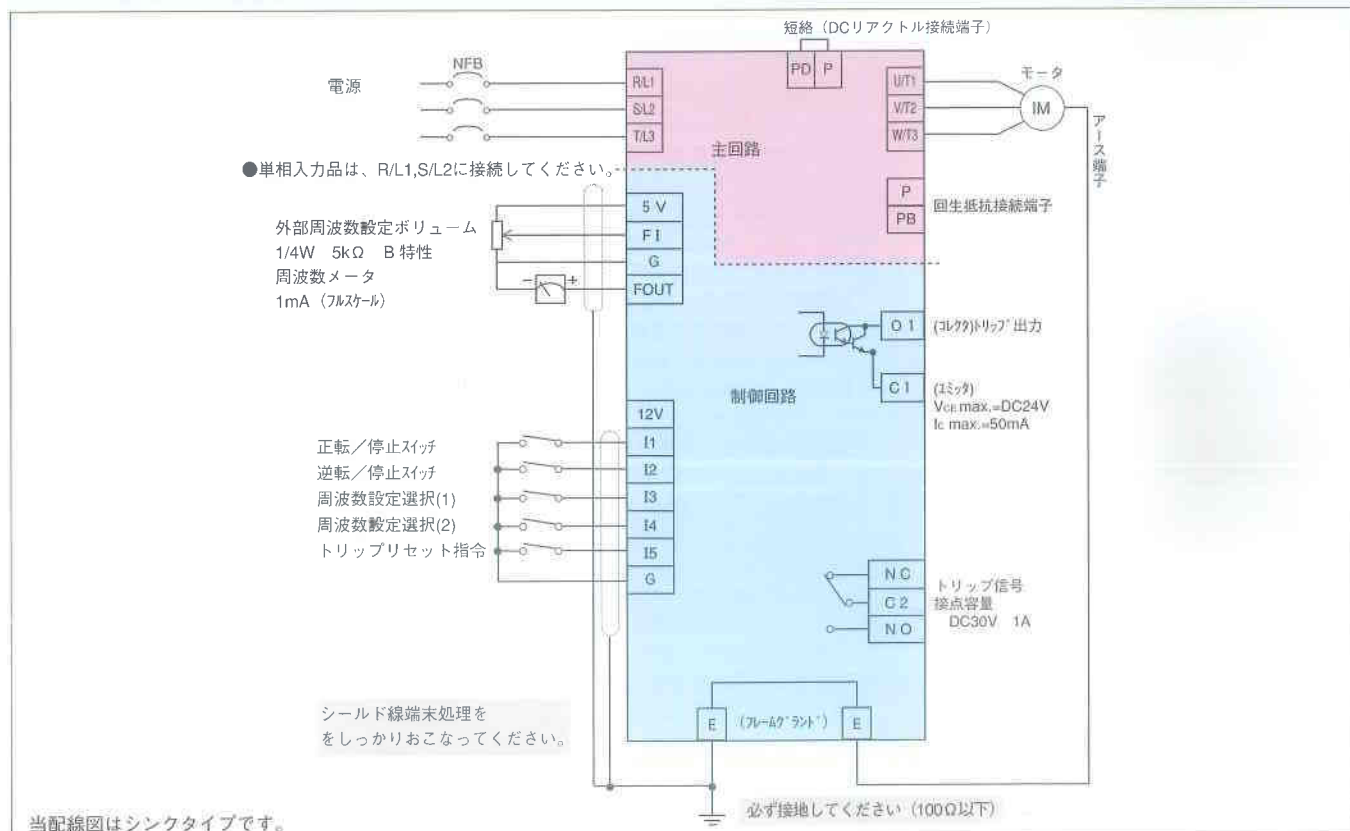 短絡（DCリアクトル接続端子）
電源
NFB
R/L1
S/L2
T/L3
PD
P
U/T1
V/T2
W/T3
モータ
IM
アース端子
主回路
●単相入力品は、R/L1,S/L2に接続してください。
P
PB
回生抵抗接続端子
外部周波数設定ボリューム
1/4W 5kΩ B特性
周波数メータ
1mA（フルスケール）
−
+
5V
FI
G
FOUT
O1
(コレクタ)トリップ出力
C1
(エミッタ)
VCE max.=DC24V
Ic max.=50mA
制御回路
12V
I1
I2
I3
I4
I5
G
正転／停止スイッチ
逆転／停止スイッチ
周波数設定選択(1)
周波数設定選択(2)
トリップリセット指令
NC
C2
NO
トリップ信号
接点容量
DC30V 1A
シールド線端末処理を
をしっかりおこなってください。
E
(フレームグランド)
E
必ず接地してください（100Ω以下）
当配線図はシンクタイプです。